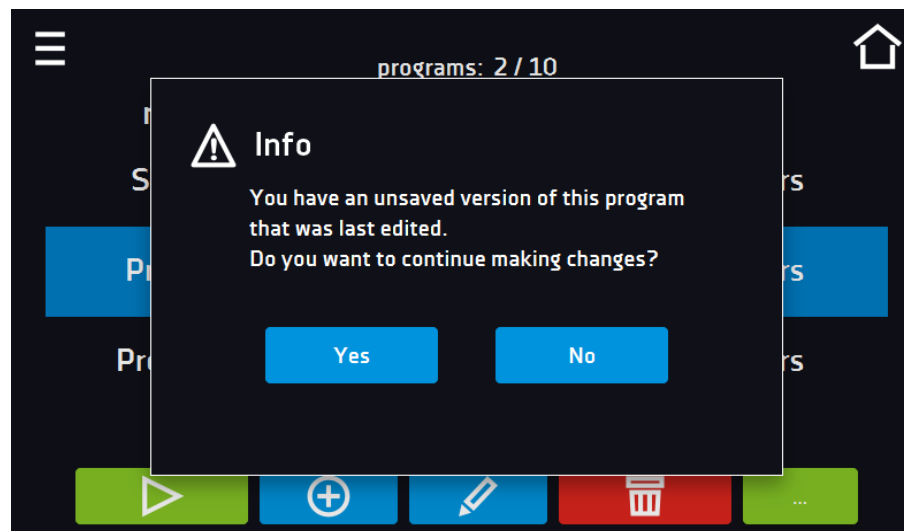 programs: 2 / 10
Info
You have an unsaved version of this program
that was last edited.
Do you want to continue making changes?
Yes
No
...